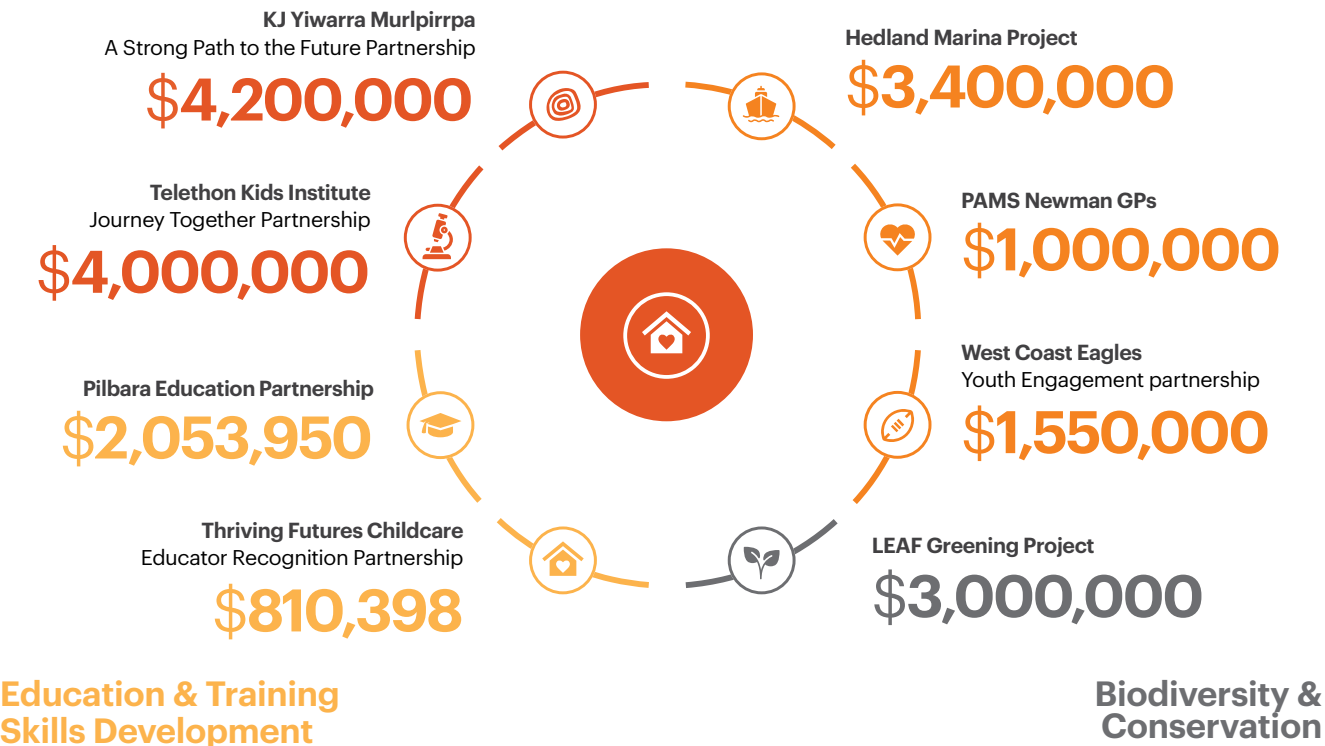 KJ Yiwarra Murlpirrpa
A Strong Path to the Future Partnership
$4,200,000
Telethon Kids Institute
Journey Together Partnership
$4,000,000
Pilbara Education Partnership
$2,053,950
Thriving Futures Childcare
Educator Recognition Partnership
$810,398
Education & Training
Skills Development
Hedland Marina Project
$3,400,000
PAMS Newman GPs
$1,000,000
West Coast Eagles
Youth Engagement partnership
$1,550,000
LEAF Greening Project
$3,000,000
Biodiversity &
Conservation